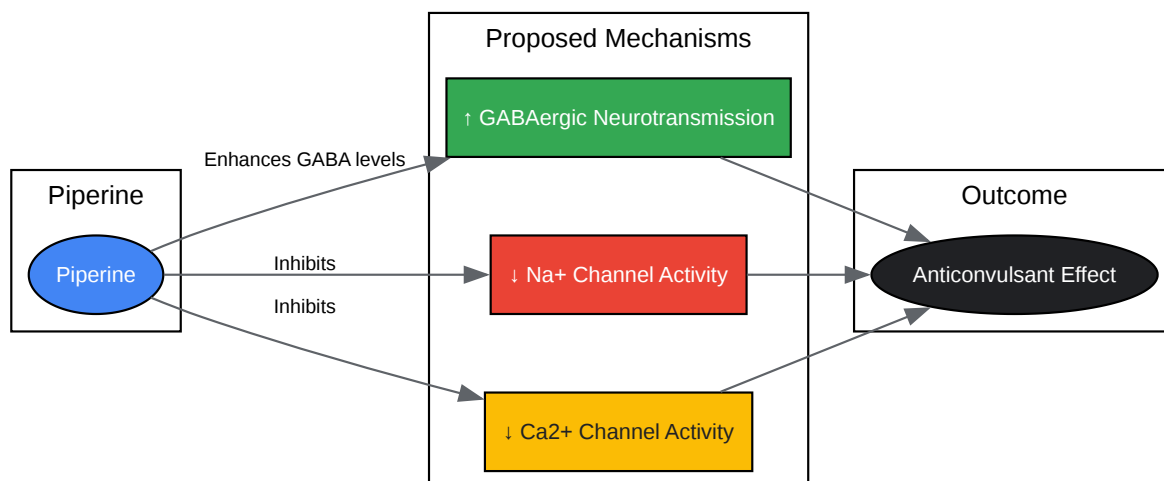 Proposed Mechanisms
↑ GABAergic Neurotransmission
Enhances GABA levels
Piperine
Outcome
Piperine
Inhibits
↓ Na+ Channel Activity
Anticonvulsant Effect
Inhibits
↓ Ca2+ Channel Activity